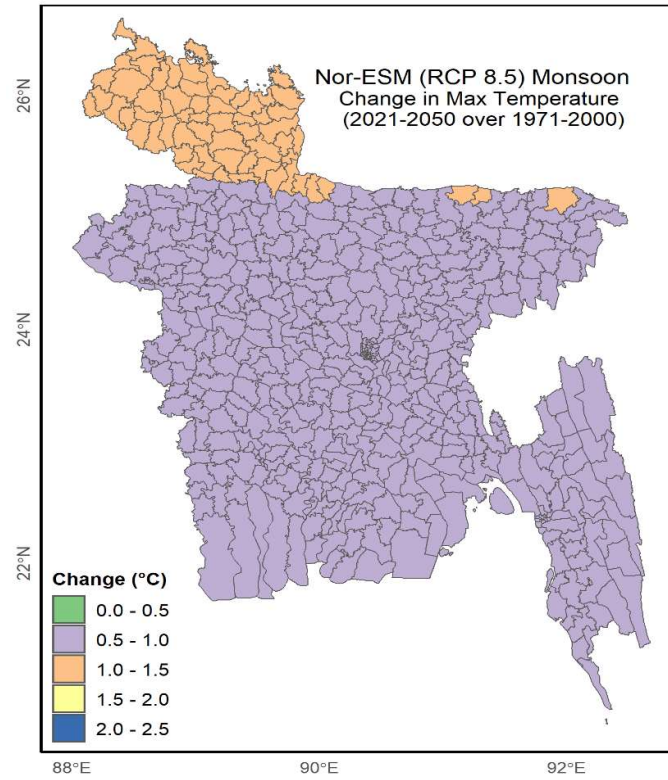 Nor-ESM (RCP 8.5) Monsoon
Change in Max Temperature
(2021-2050 over 1971-2000)
26°N
24°N
22°N
Change (°C)
0.0 - 0.5
0.5 - 1.0
1.0 - 1.5
1.5 - 2.0
2.0 - 2.5
88°E
90°E
92°E